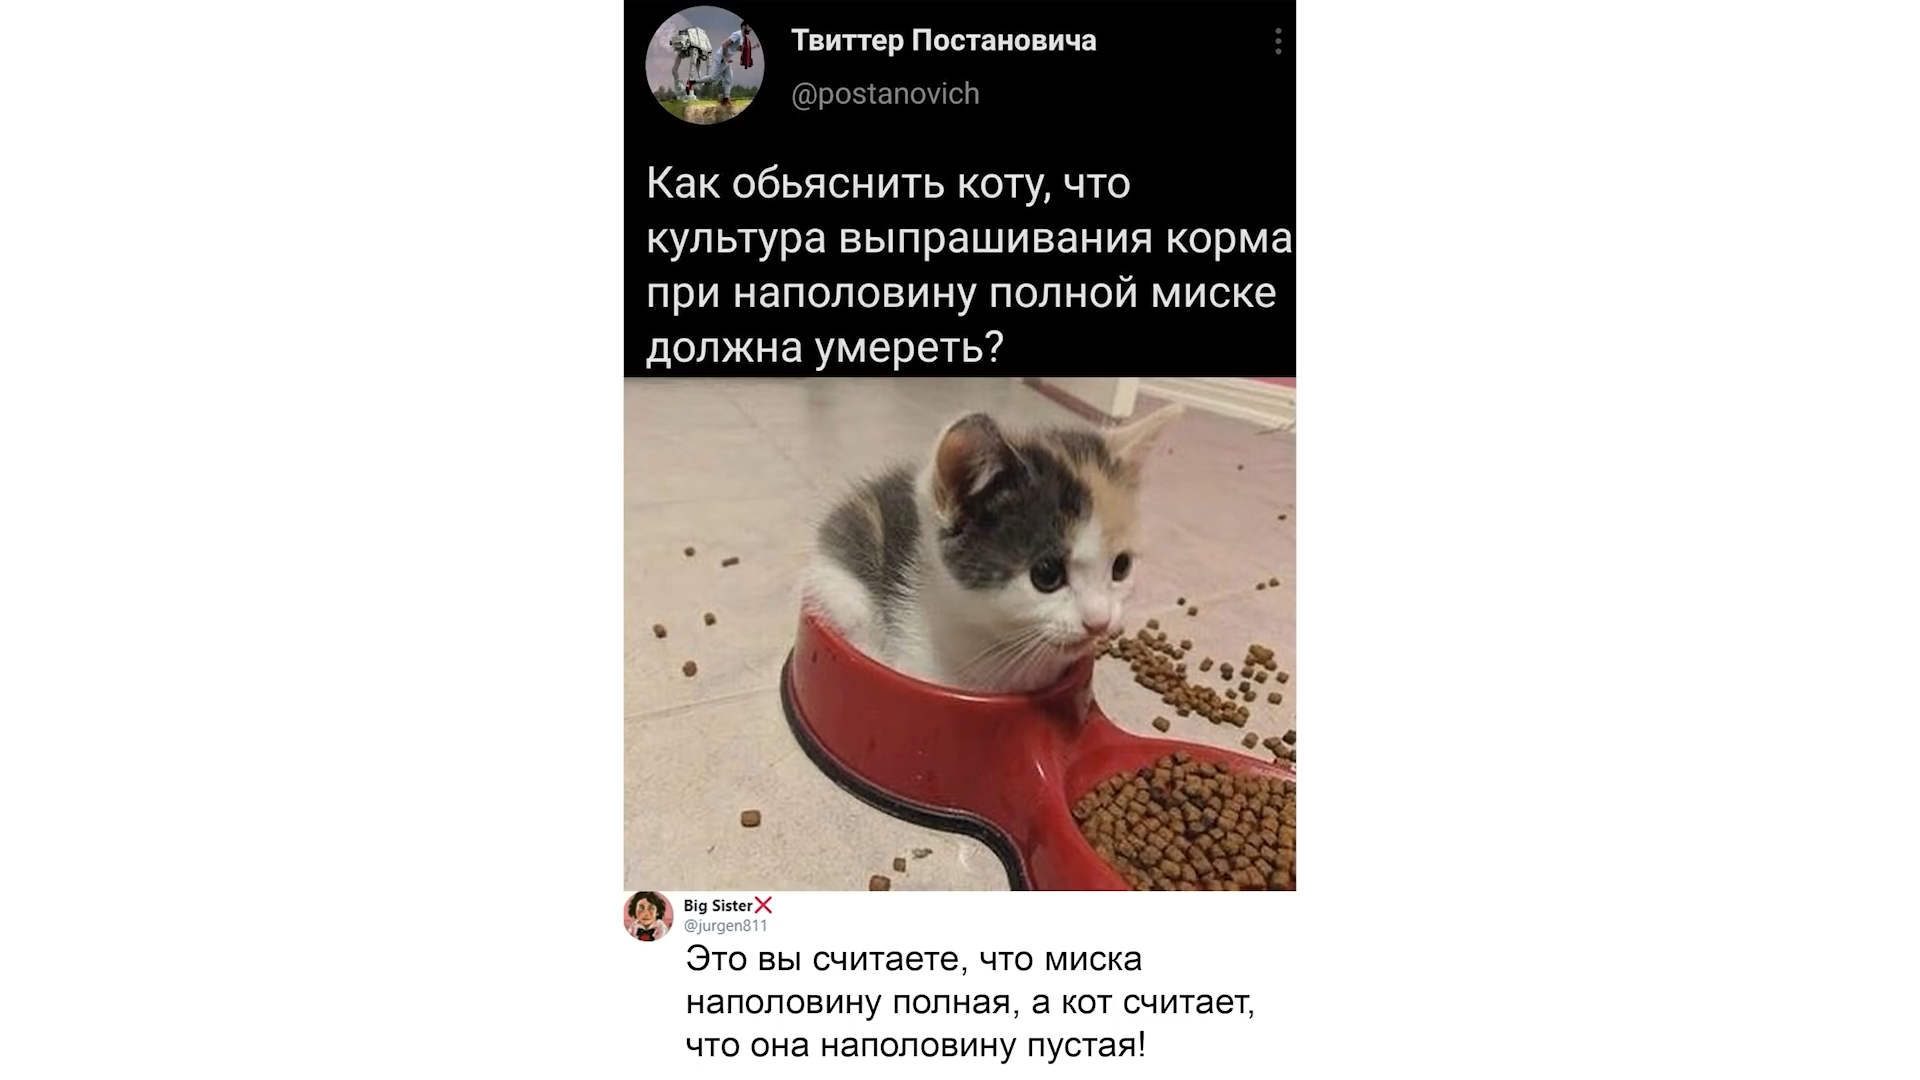 Твиттер Постановича
@postanovich
Как обьяснить коту, что
культура выпрашивания корма
при наполовину полной миске
должна умереть?
Big Sister❌
@jurgen811
Это вы считаете, что миска
наполовину полная, а кот считает,
что она наполовину пустая!